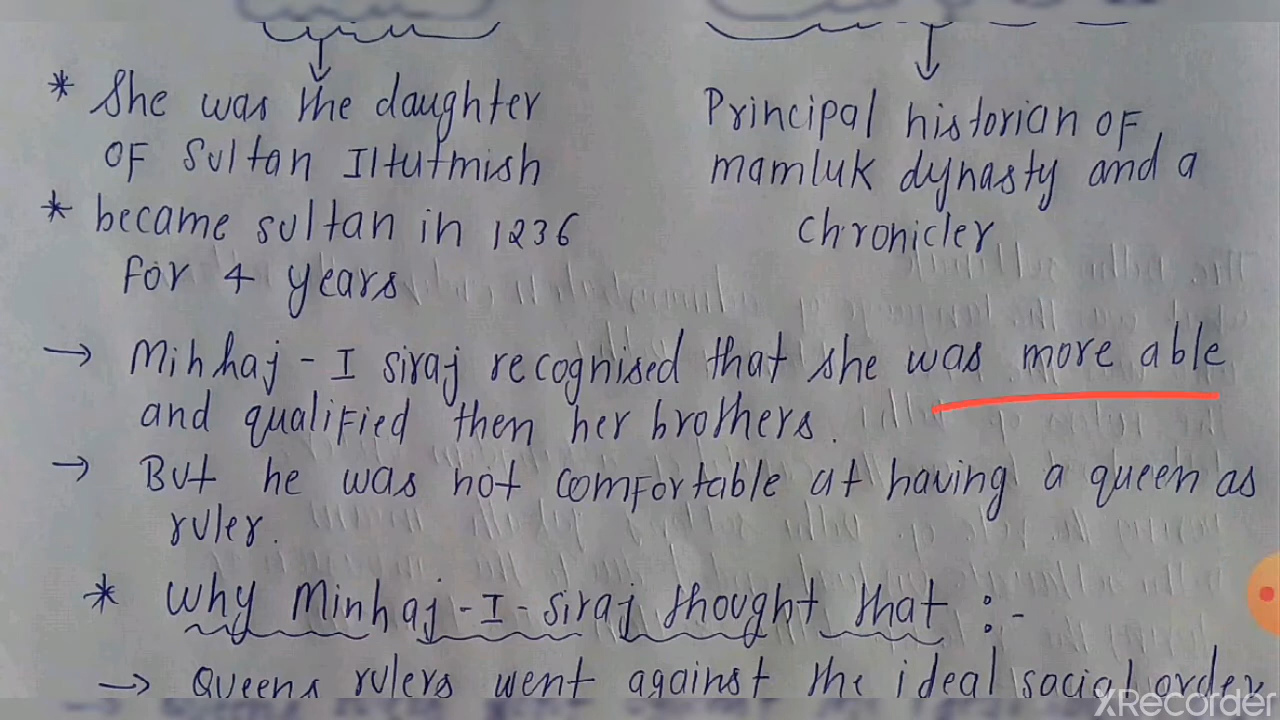 * She was the daughter
of Sultan Iltutmish
* became sultan in 1236
for 4 years
Principal historian of
mamluk dynasty and a
chronicler
→ Minhaj - I siraj recognised that she was more able
and qualified then her brothers.
→ But he was not comfortable at having a queen as
ruler.
* Why Minhaj - I - siraj thought that :-
→ Queens rulers went against the ideal social order
XRecorder